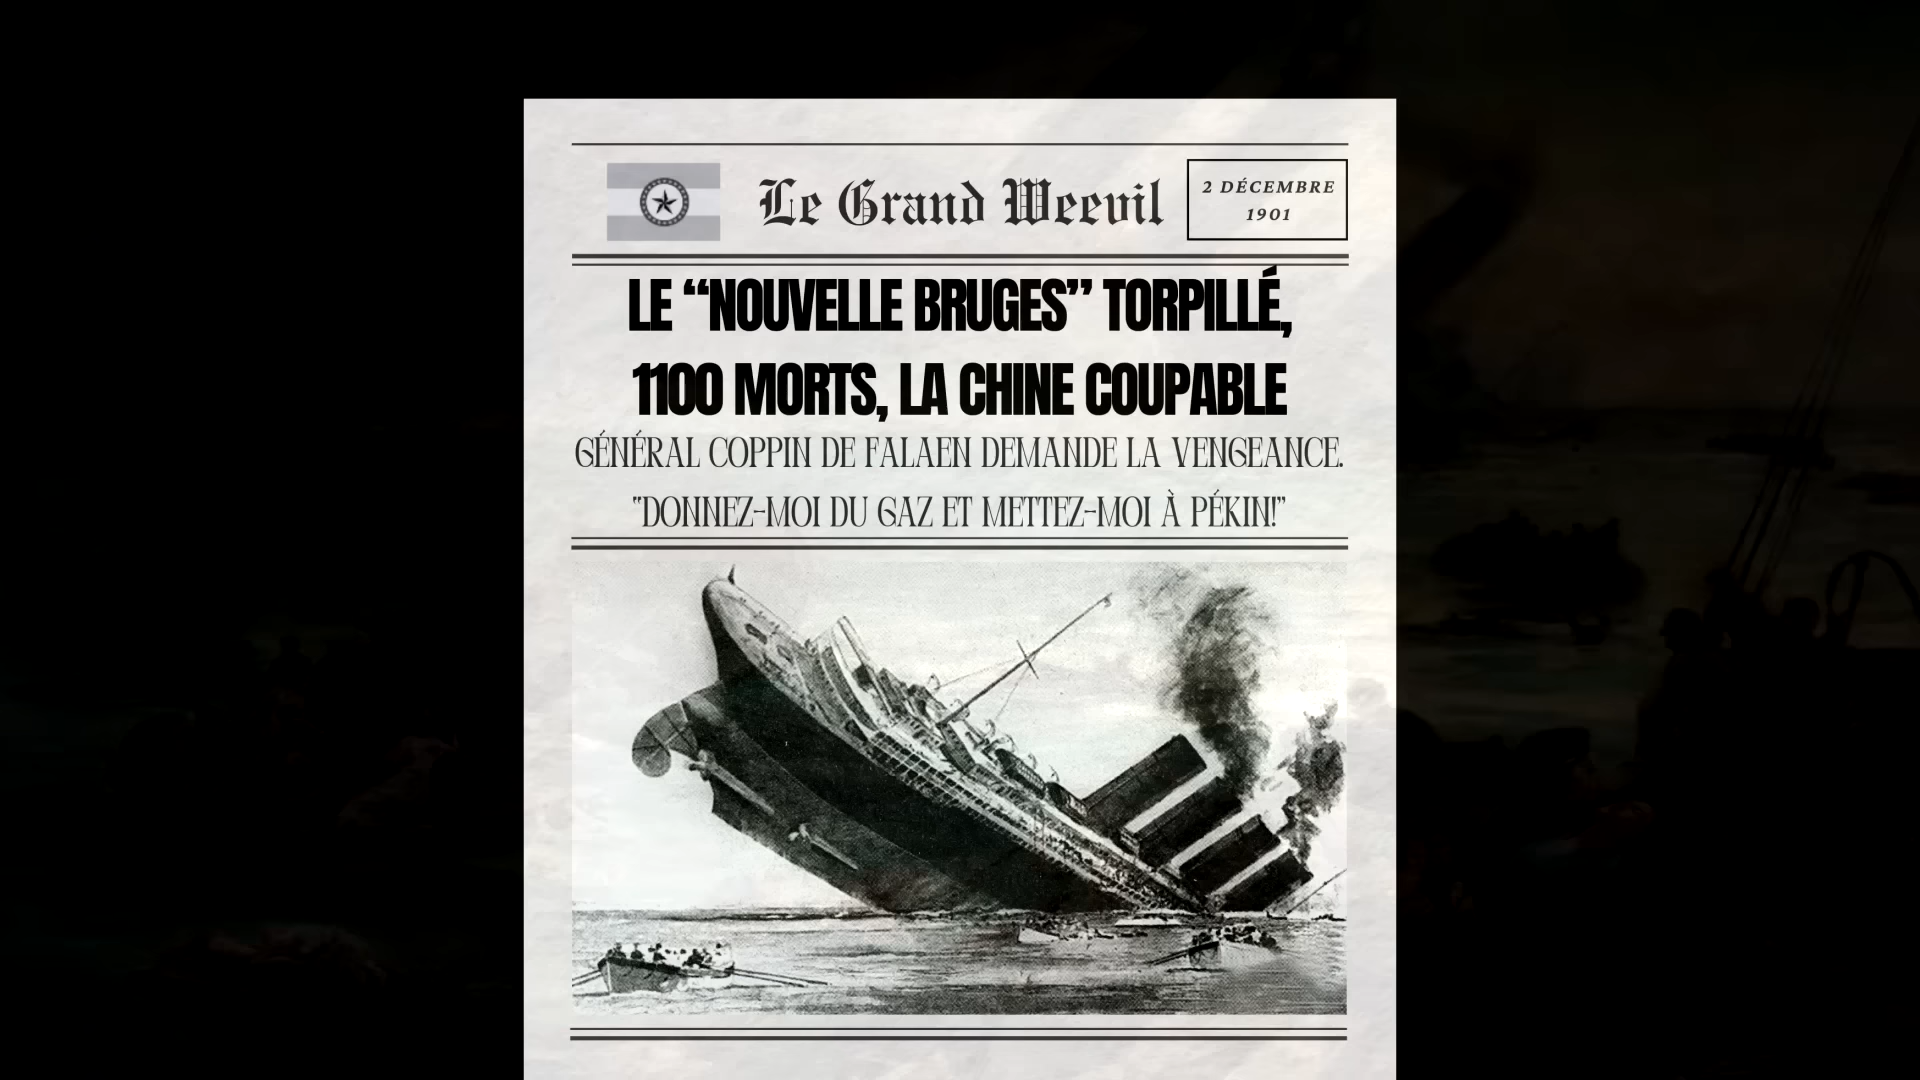 Le Grand Weevil
2 DÉCEMBRE
1901
LE “NOUVELLE BRUGES” TORPILLÉ,
1100 MORTS, LA CHINE COUPABLE
GÉNÉRAL COPPIN DE FALAEN DEMANDE LA VENGEANCE.
“DONNEZ-MOI DU GAZ ET METTEZ-MOI À PÉKIN!”